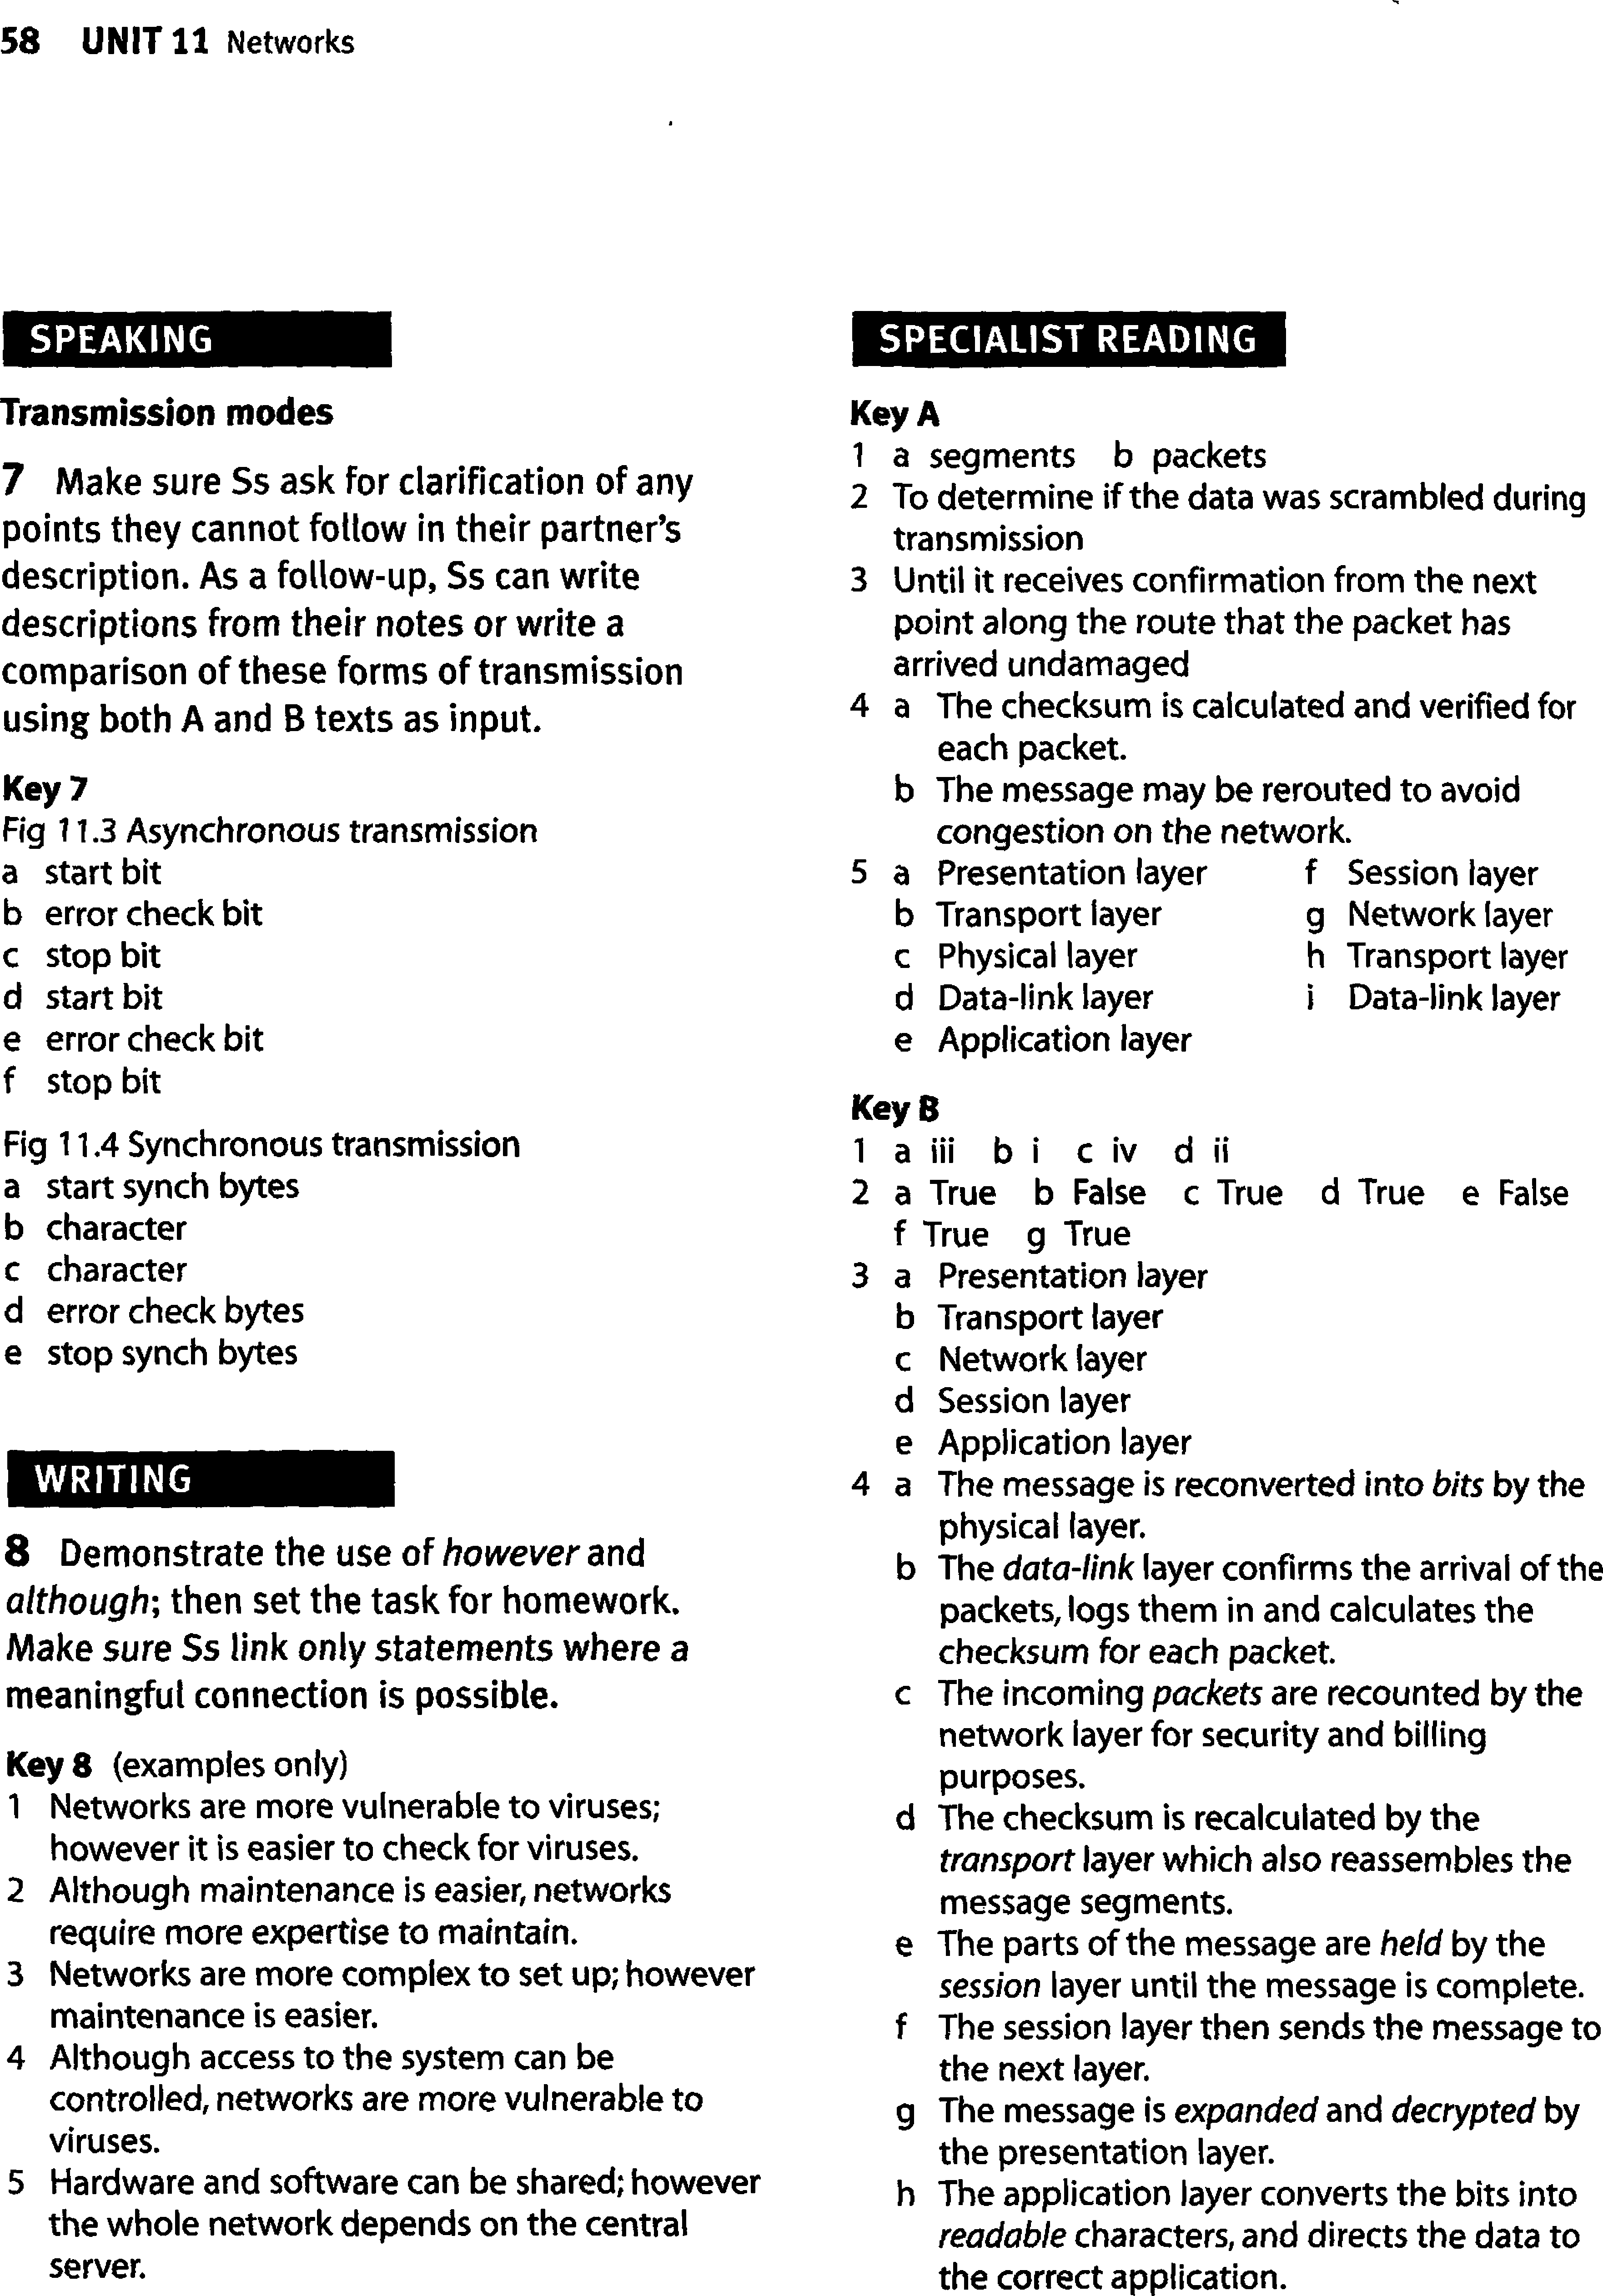 58 UNIT 11 Networks
SPEAKING
Transmission modes
7 Make sure Ss ask for clarification of any
points they cannot follow in their partner's
description. As a follow-up, Ss can write
descriptions from their notes or write a
comparison of these forms of transmission
using both A and B texts as input.
Key 7
Fig 11.3 Asynchronous transmission
a start bit
b error check bit
c stop bit
d start bit
e error check bit
f stop bit
Fig 11.4 Synchronous transmission
a start synch bytes
b character
c character
d error check bytes
e stop synch bytes
WRITING
8 Demonstrate the use of however and
although; then set the task for homework.
Make sure Ss link only statements where a
meaningful connection is possible.
Key 8 (examples only)
1 Networks are more vulnerable to viruses;
however it is easier to check for viruses.
2 Although maintenance is easier, networks
require more expertise to maintain.
3 Networks are more complex to set up; however
maintenance is easier.
4 Although access to the system can be
controlled, networks are more vulnerable to
viruses.
5 Hardware and software can be shared; however
the whole network depends on the central
server.
SPECIALIST READING
Key A
1 a segments b packets
2 To determine if the data was scrambled during
transmission
3 Until it receives confirmation from the next
point along the route that the packet has
arrived undamaged
4 a The checksum is calculated and verified for
each packet.
b The message may be rerouted to avoid
congestion on the network.
5 a Presentation layer f Session layer
b Transport layer g Network layer
c Physical layer h Transport layer
d Data-link layer i Data-link layer
e Application layer
Key B
1 a iii b i c iv d ii
2 a True b False c True d True e False
f True g True
3 a Presentation layer
b Transport layer
c Network layer
d Session layer
e Application layer
4 a The message is reconverted into bits by the
physical layer.
b The data-link layer confirms the arrival of the
packets, logs them in and calculates the
checksum for each packet.
c The incoming packets are recounted by the
network layer for security and billing
purposes.
d The checksum is recalculated by the
transport layer which also reassembles the
message segments.
e The parts of the message are held by the
session layer until the message is complete.
f The session layer then sends the message to
the next layer.
g The message is expanded and decrypted by
the presentation layer.
h The application layer converts the bits into
readable characters, and directs the data to
the correct application.